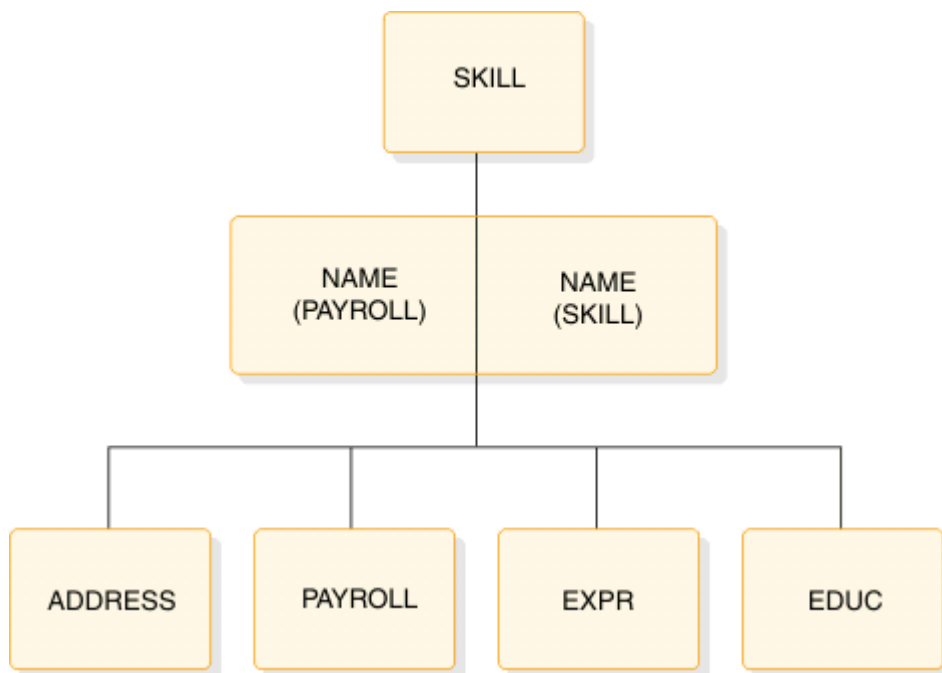 SKILL
NAME
(PAYROLL)
NAME
(SKILL)
ADDRESS
PAYROLL
EXPR
EDUC